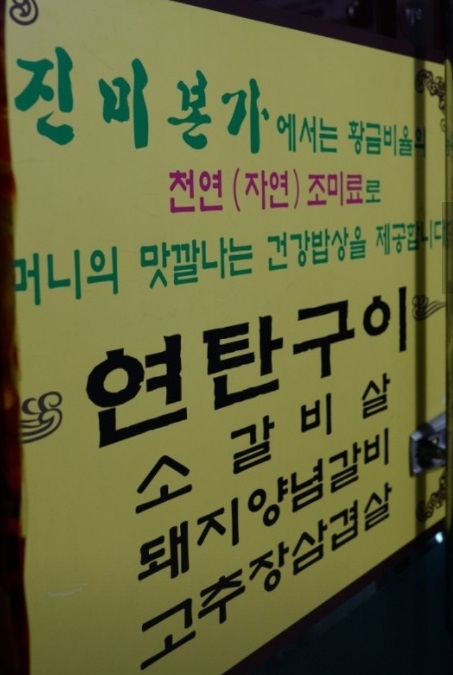 진미본가에서는 황금비율의
천연 (자연) 조미료로
머니의 맛깔나는 건강밥상을 제공합니다
연탄구이
소갈비살
돼지양념갈비
고추장삼겹살